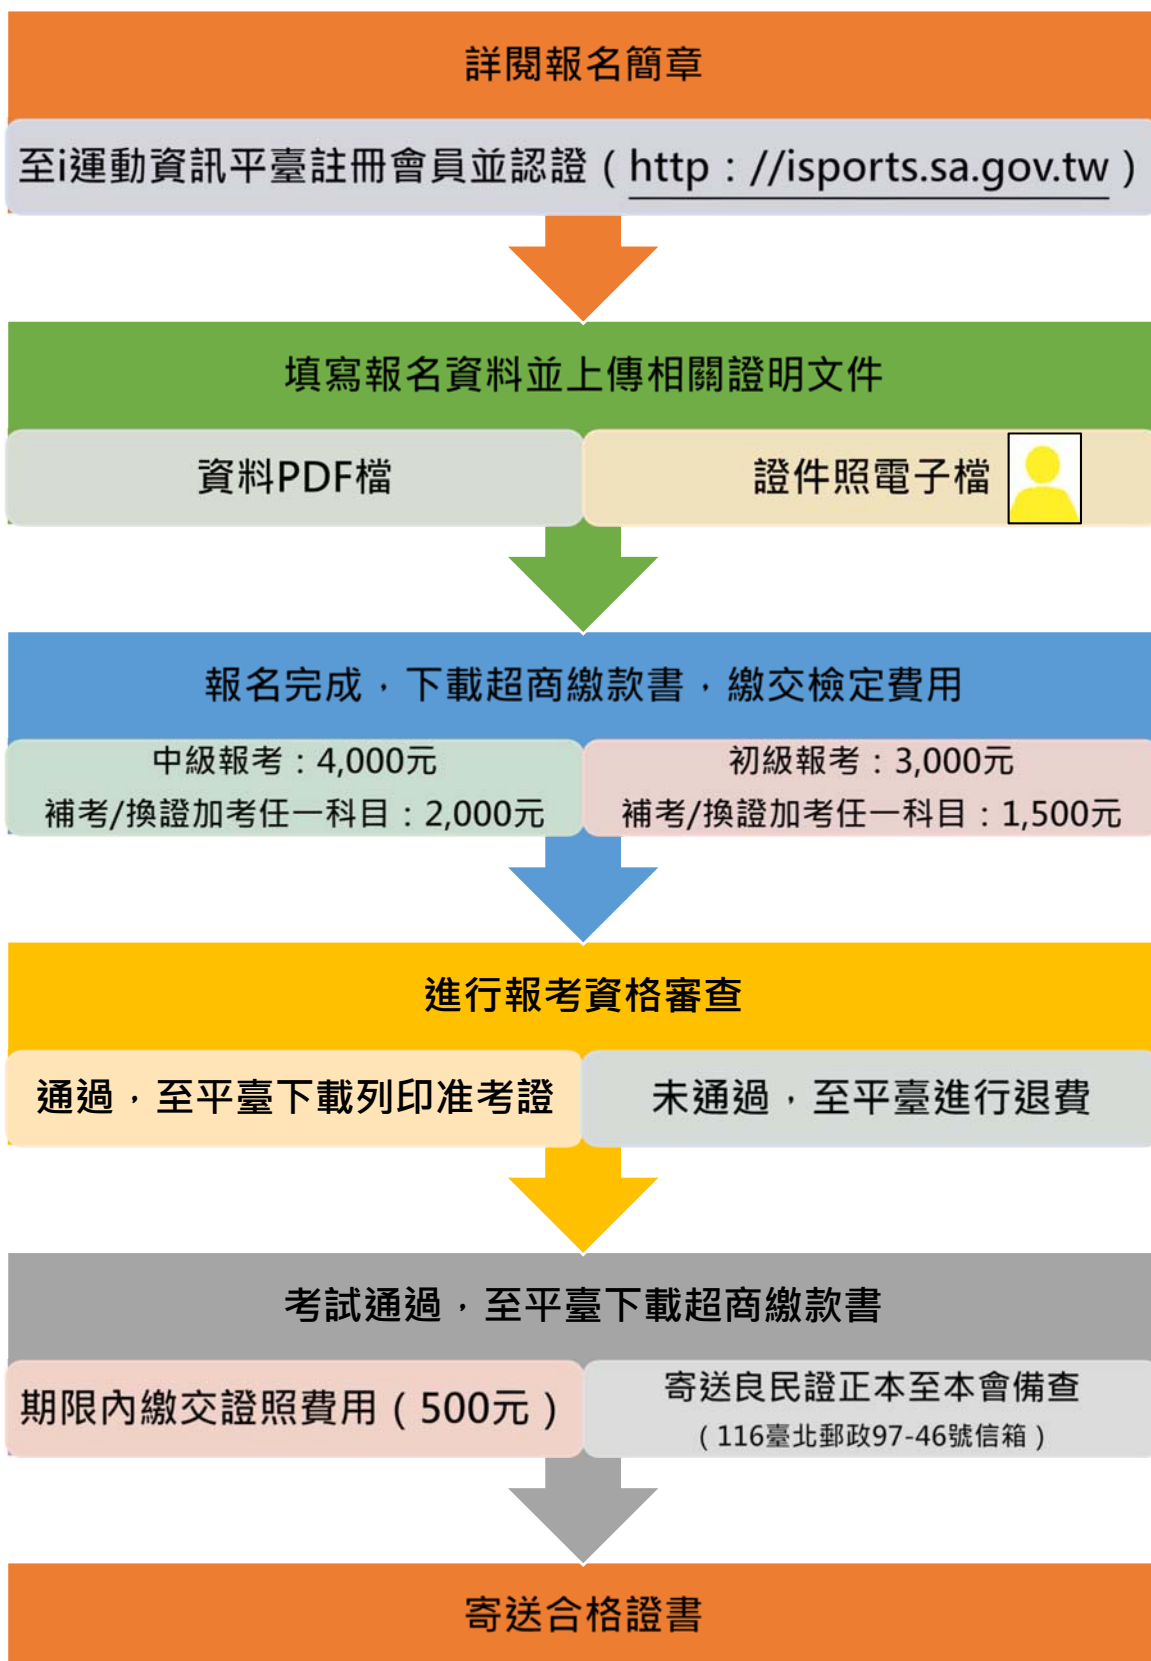 詳閱報名簡章
至i運動資訊平臺註冊會員並認證（http：//isports.sa.gov.tw）
填寫報名資料並上傳相關證明文件
資料PDF檔
證件照電子檔
報名完成，下載超商繳款書，繳交檢定費用
中級報考：4,000元
補考/換證加考任一科目：2,000元
初級報考：3,000元
補考/換證加考任一科目：1,500元
進行報考資格審查
通過，至平臺下載列印准考證
未通過，至平臺進行退費
考試通過，至平臺下載超商繳款書
期限內繳交證照費用（500元）
寄送良民證正本至本會備查
（116臺北郵政97-46號信箱）
寄送合格證書